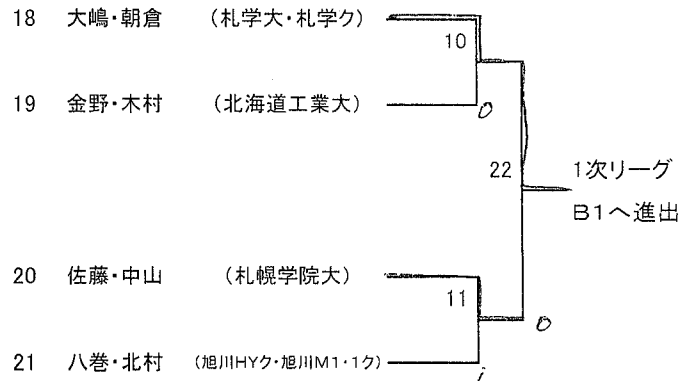 18 大嶋・朝倉 (札学大・札学ク)
10
19 金野・木村 (北海道工業大)
0
22 1次リーグ
B1へ進出
20 佐藤・中山 (札幌学院大)
11
0
21 八巻・北村 (旭川HYク・旭川M1・1ク)